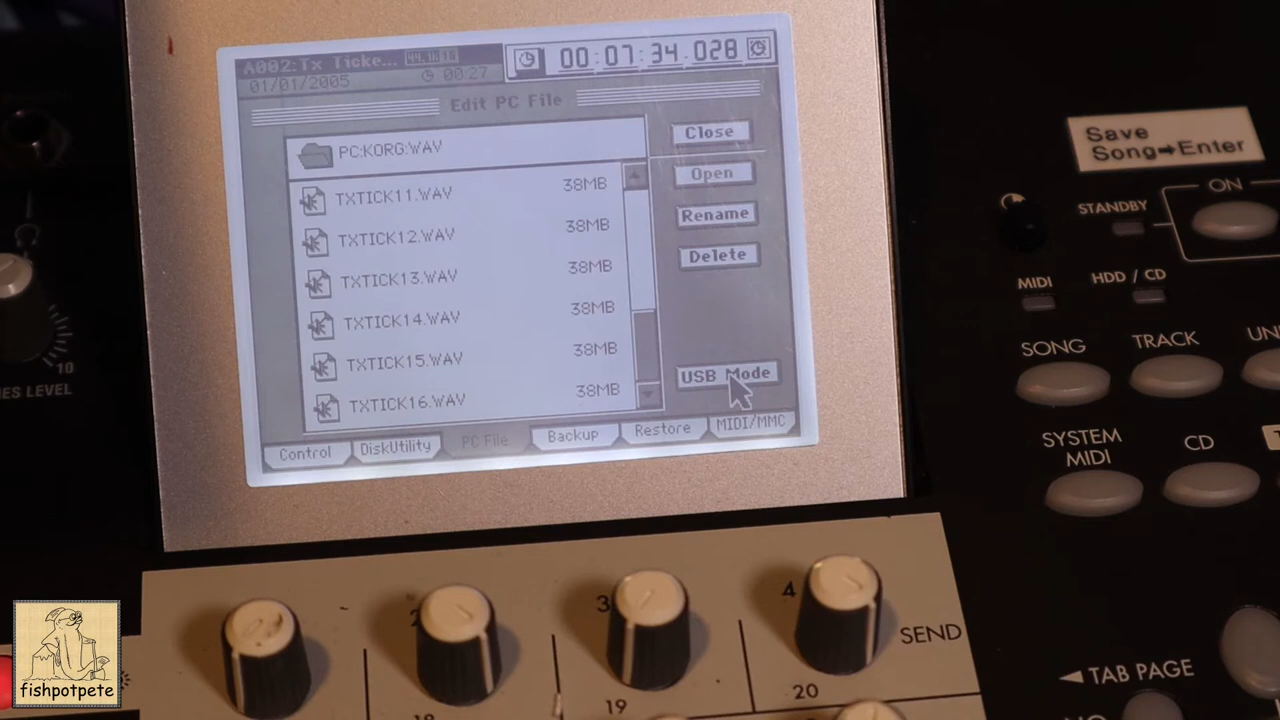 A002:Tx Ticke... 44.1k16
00:07:34.028
01/01/2005
00:27
Edit PC File
PC:KORG:WAV
Close
TXTICK11.WAV 38MB
Open
TXTICK12.WAV 38MB
Rename
TXTICK13.WAV 38MB
Delete
TXTICK14.WAV 38MB
TXTICK15.WAV 38MB
USB Mode
TXTICK16.WAV 38MB
Control DiskUtility PC File Backup Restore MIDI/MMC
Save
Song➡Enter
ON
STANDBY
MIDI HDD / CD
SONG TRACK
SYSTEM
MIDI
CD
10
LEVEL
2 3 4
SEND
18 19 20
◀ TAB PAGE
fishpotpete